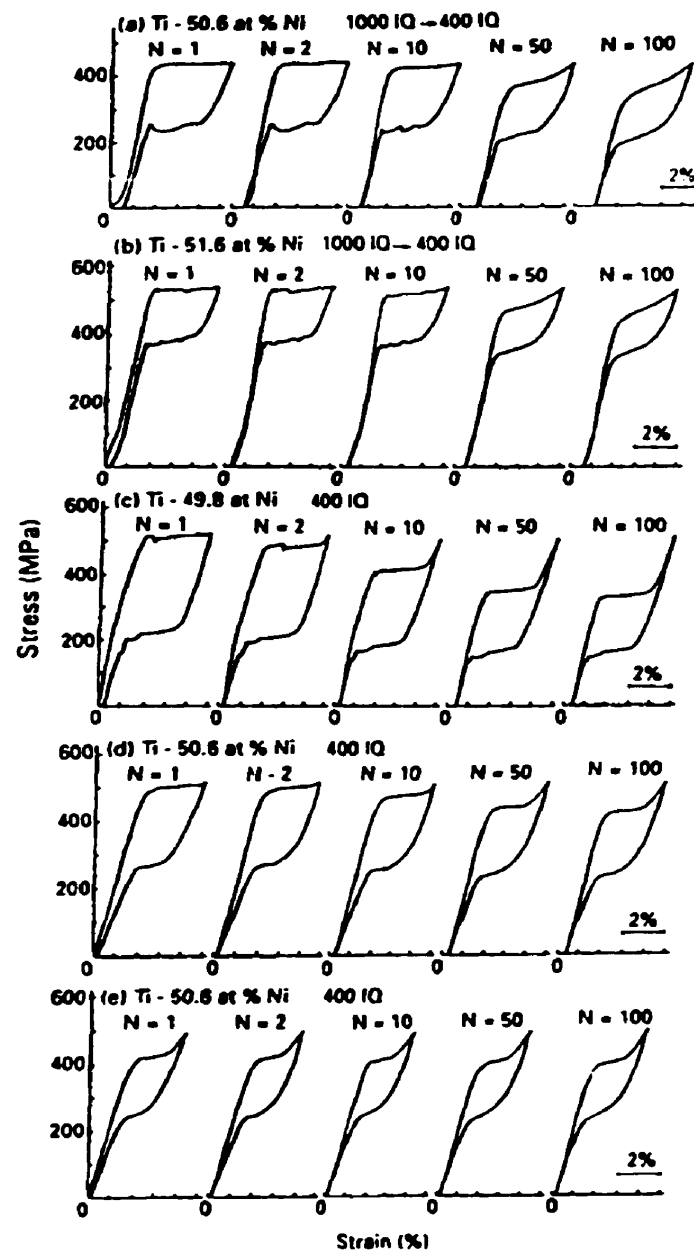 (a) Ti - 50.6 at % Ni 1000 IQ - 400 IQ
N = 1 N = 2 N = 10 N = 50 N = 100
400
200
2%
0 0 0 0 0
(b) Ti - 51.6 at % Ni 1000 IQ - 400 IQ
600
N = 1 N = 2 N = 10 N = 50 N = 100
400
200
2%
0 0 0 0 0
(c) Ti - 49.8 at Ni 400 IQ
600
N = 1 N = 2 N = 10 N = 50 N = 100
400
200
2%
0 0 0 0 0
Stress (MPa)
(d) Ti - 50.6 at % Ni 400 IQ
600
N = 1 N - 2 N = 10 N = 50 N = 100
400
200
2%
0 0 0 0 0
(e) Ti - 50.6 at % Ni 400 IQ
600
N = 1 N = 2 N = 10 N = 50 N = 100
400
200
2%
0 0 0 0 0
Strain (%)